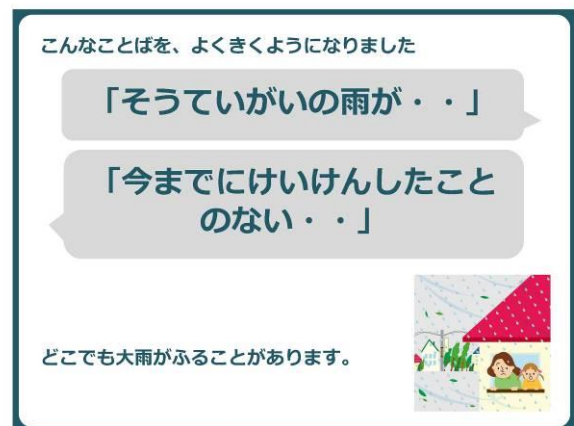 こんなことばを、よくきくようになりました
「そうていがいの雨が・・」
「今までにけいけんしたこと
のない・・」
どこでも大雨がふることがあります。